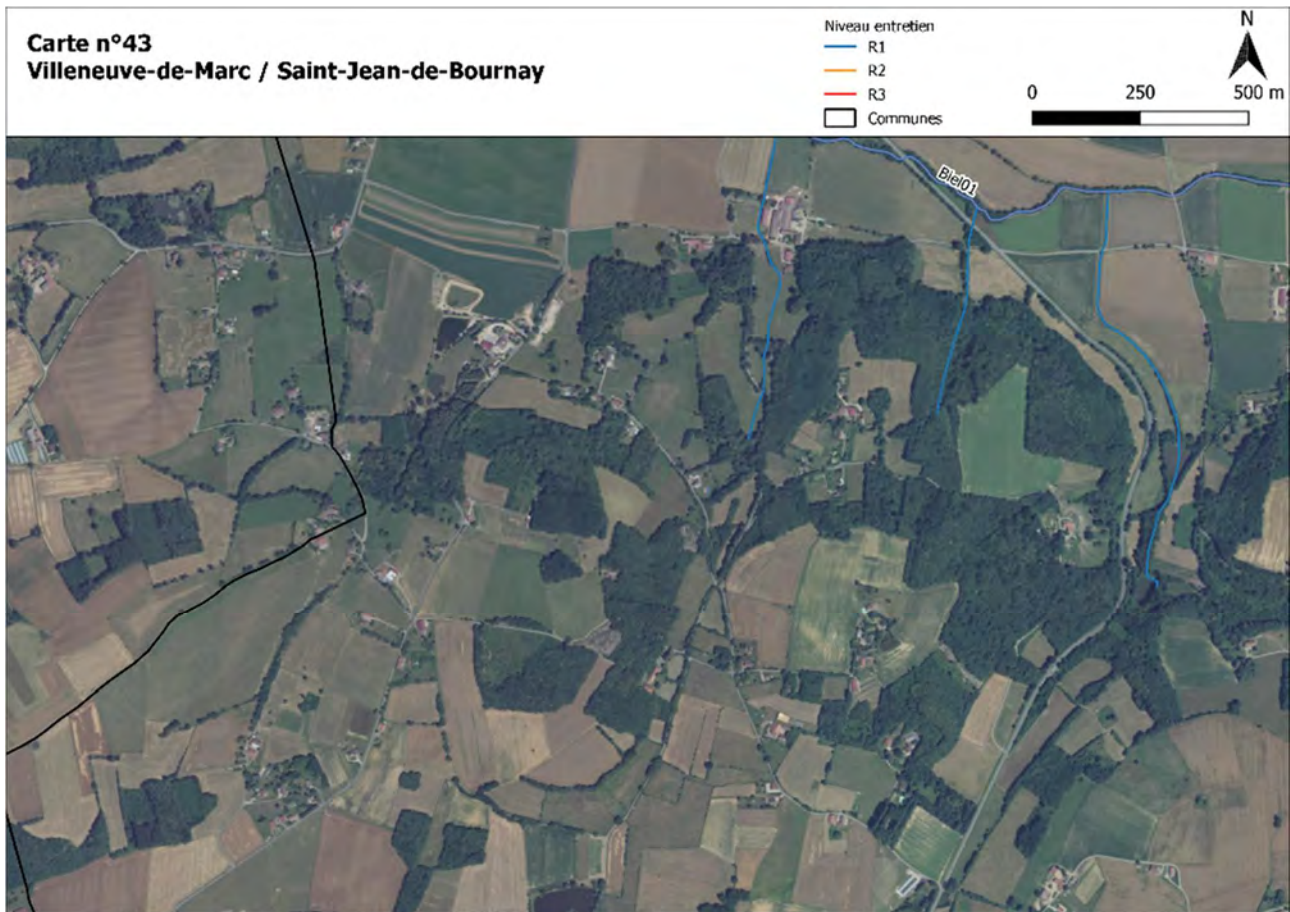 Carte n°43
Villeneuve-de-Marc / Saint-Jean-de-Bournay
Niveau entretien
R1
R2
R3
Communes
N
0 250 500 m
Biel01